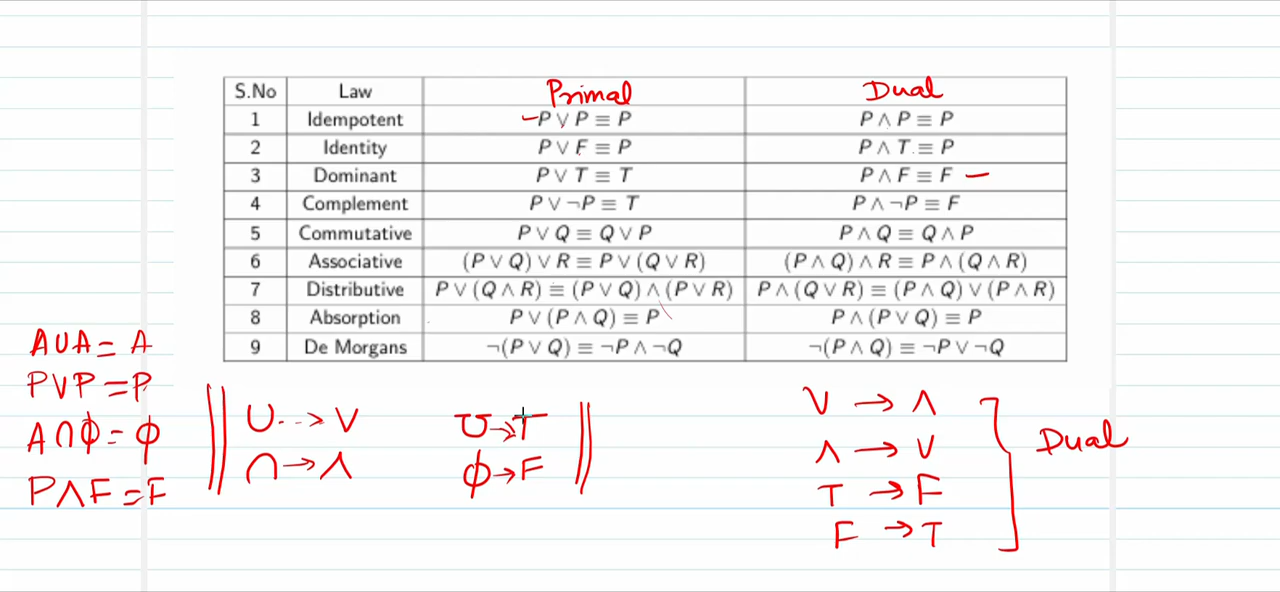 S.No Law Primal Dual
1 Idempotent P ∨ P ≡ P P ∧ P ≡ P
2 Identity P ∨ F ≡ P P ∧ T ≡ P
3 Dominant P ∨ T ≡ T P ∧ F ≡ F
4 Complement P ∨ ¬P ≡ T P ∧ ¬P ≡ F
5 Commutative P ∨ Q ≡ Q ∨ P P ∧ Q ≡ Q ∧ P
6 Associative (P ∨ Q) ∨ R ≡ P ∨ (Q ∨ R) (P ∧ Q) ∧ R ≡ P ∧ (Q ∧ R)
7 Distributive P ∨ (Q ∧ R) ≡ (P ∨ Q) ∧ (P ∨ R) P ∧ (Q ∨ R) ≡ (P ∧ Q) ∨ (P ∧ R)
8 Absorption P ∨ (P ∧ Q) ≡ P P ∧ (P ∨ Q) ≡ P
9 De Morgans ¬(P ∨ Q) ≡ ¬P ∧ ¬Q ¬(P ∧ Q) ≡ ¬P ∨ ¬Q
A∪A = A
P∨P = P
A∩ϕ = ϕ
P∧F = F
∪ → ∨ U → T
∩ → ∧ ϕ → F
∨ → ∧
∧ → ∨
T → F
F → T
Dual